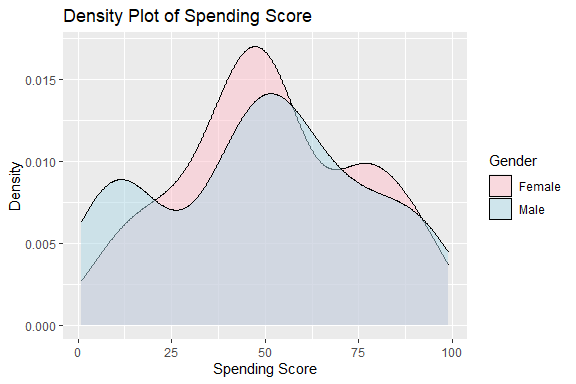 Density Plot of Spending Score
0.015
0.010
0.005
0.000
Density
0 25 50 75 100
Spending Score
Gender
Female
Male